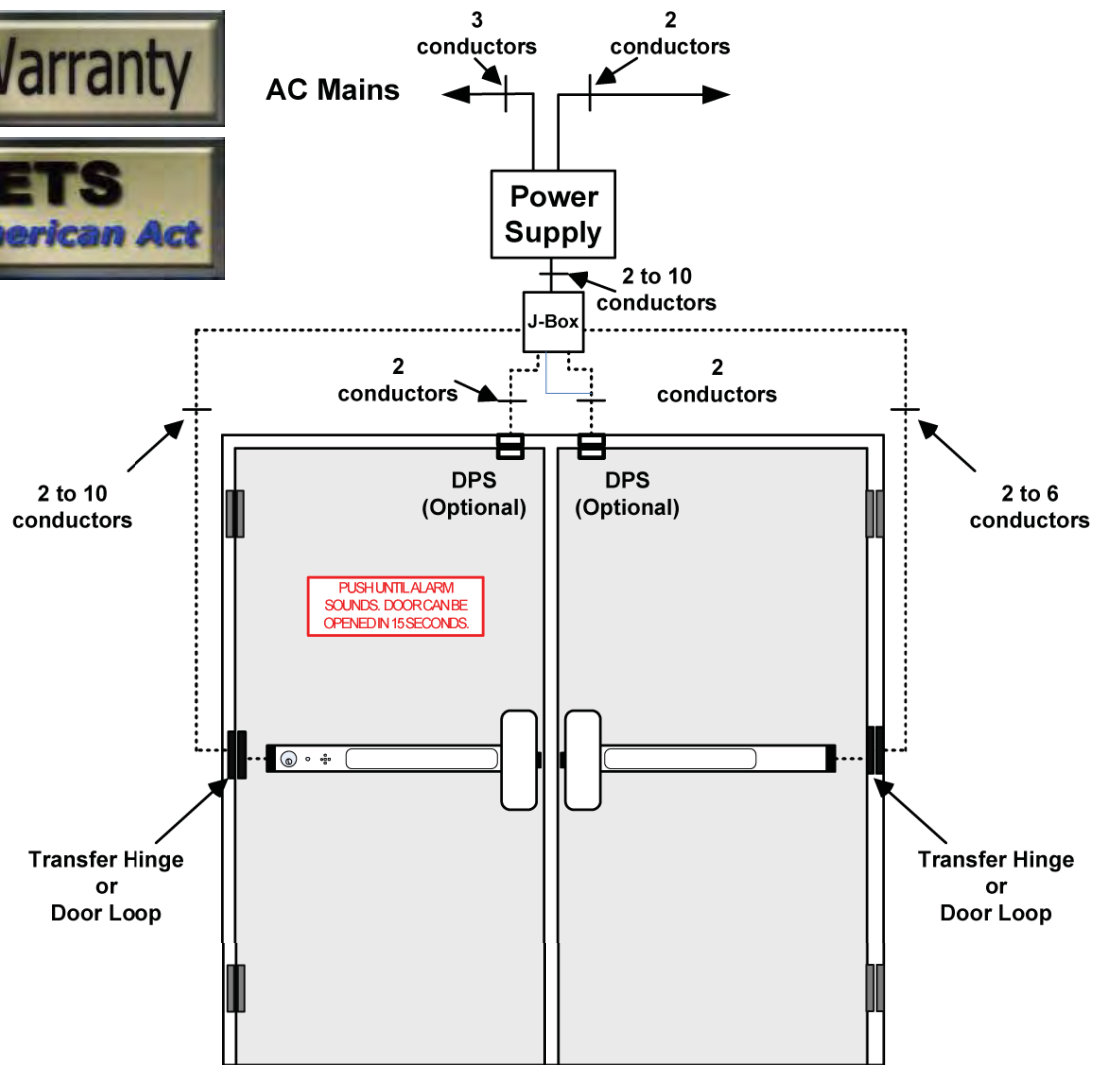 Warranty
ETS
American Act
3
conductors
2
conductors
AC Mains
Power
Supply
2 to 10
conductors
J-Box
2
conductors
2
conductors
2 to 10
conductors
2 to 6
conductors
DPS
(Optional)
DPS
(Optional)
PUSH UNTIL ALARM
SOUNDS. DOOR CAN BE
OPENED IN 15 SECONDS.
Transfer Hinge
or
Door Loop
Transfer Hinge
or
Door Loop